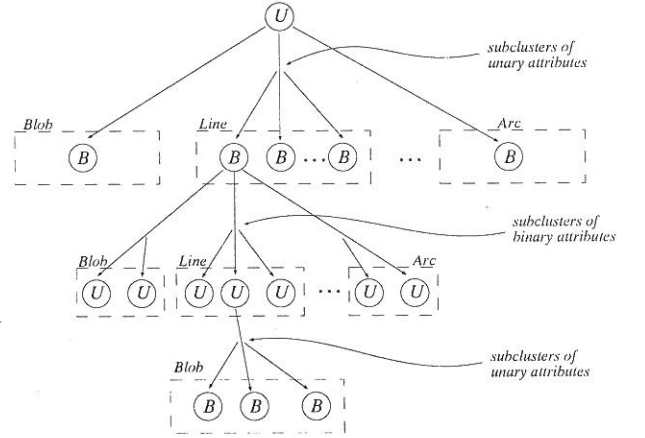 U
subclusters of
unary attributes
Blob Line Arc
B B B ... B ... B
subclusters of
binary attributes
Blob Line Arc
U U U U U ... U U
subclusters of
unary attributes
Blob
B B B